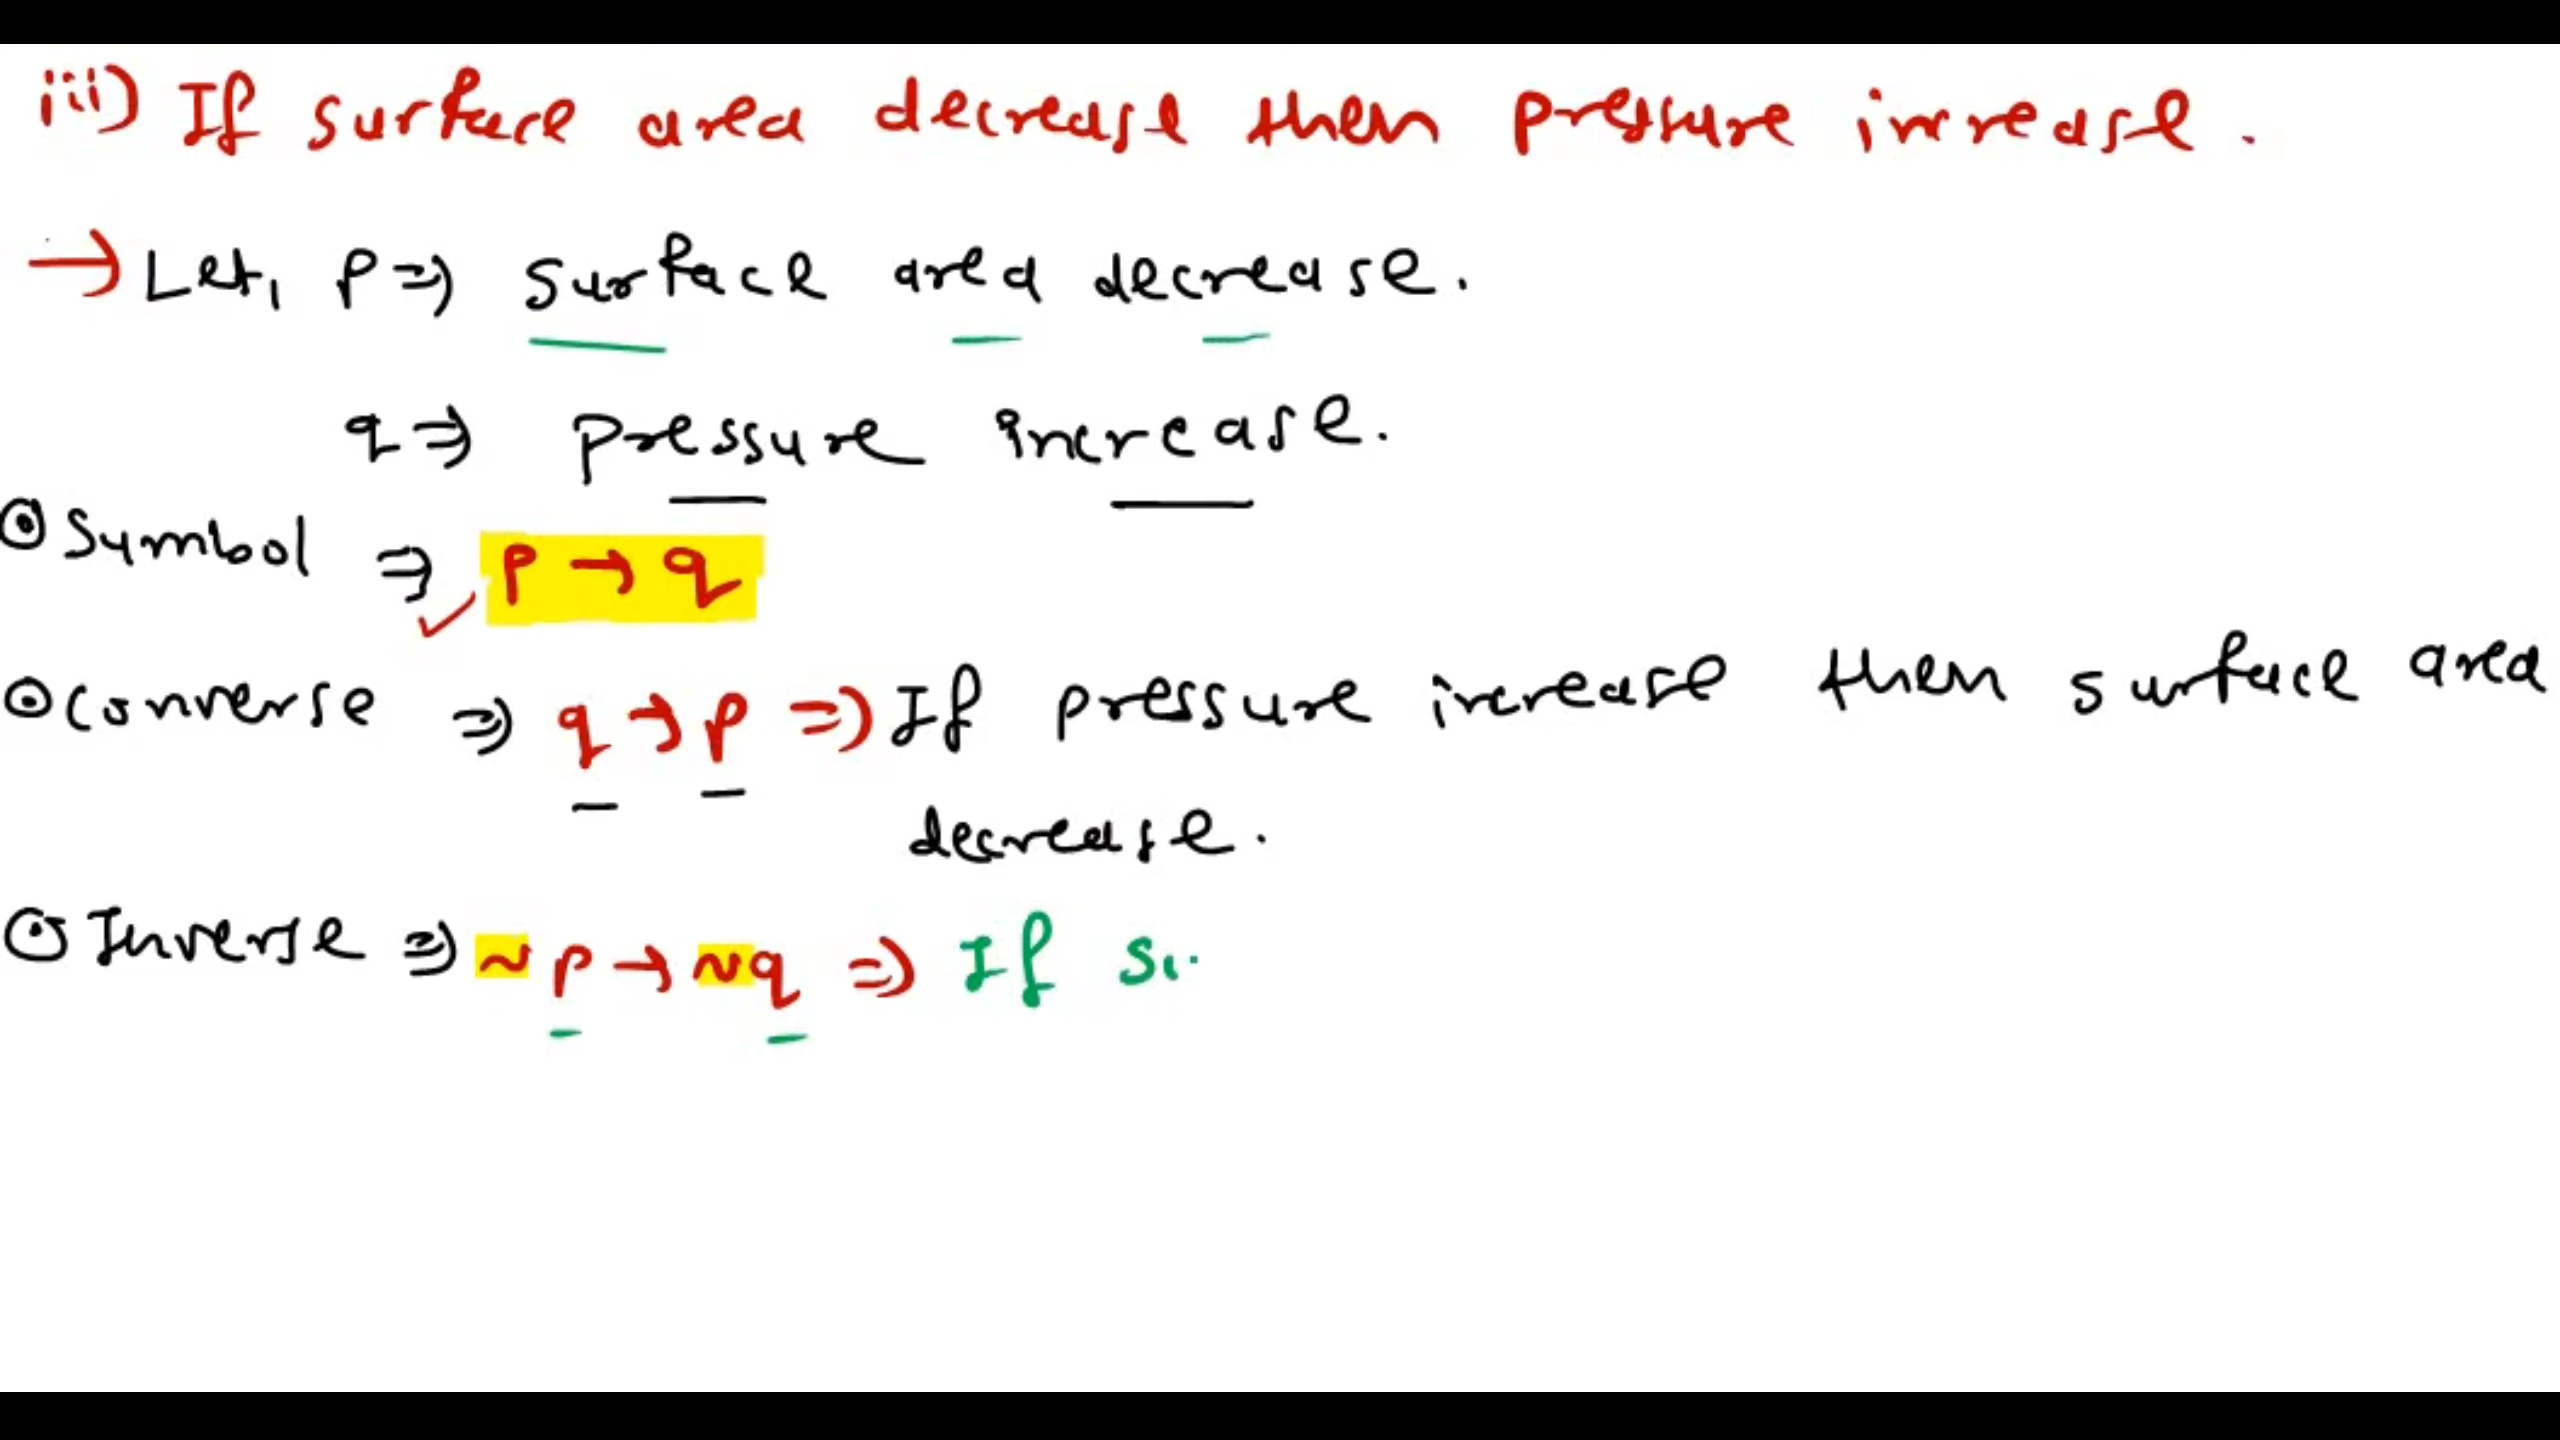 iii) If surface area decrease then pressure increase.
→ Let, p ⇒ surface area decrease.
q ⇒ pressure increase.
⊙ Symbol ⇒ p → q
⊙ Converse ⇒ q → p ⇒ If pressure increase then surface area
decrease.
⊙ Inverse ⇒ ~p → ~q ⇒ If